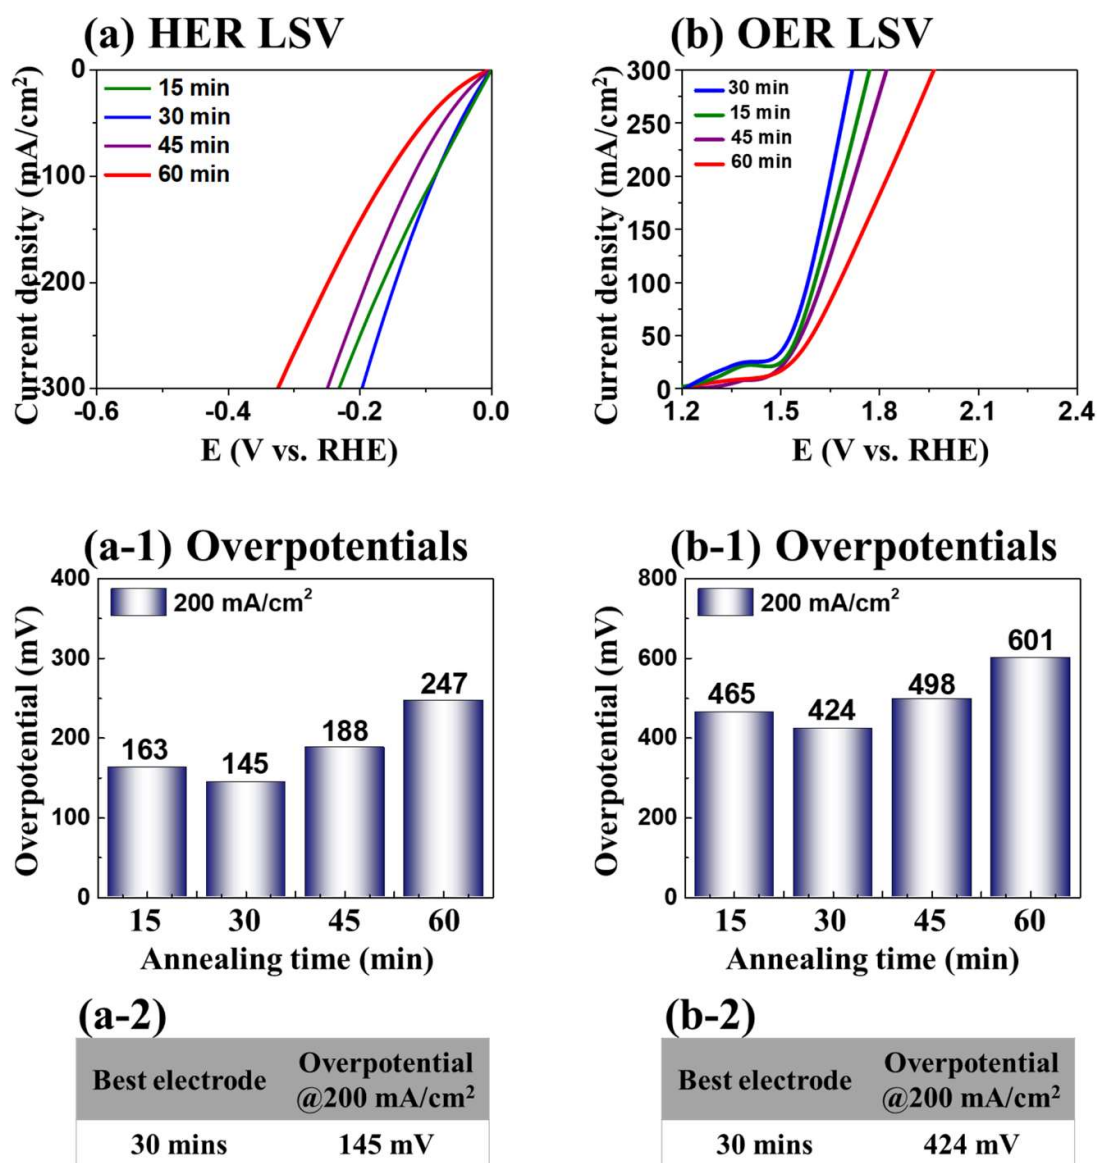 (a) HER LSV
Current density (mA/cm²)
0
-100
-200
-300
15 min
30 min
45 min
60 min
-0.6 -0.4 -0.2 0.0
E (V vs. RHE)
(b) OER LSV
Current density (mA/cm²)
300
250
200
150
100
50
0
30 min
15 min
45 min
60 min
1.2 1.5 1.8 2.1 2.4
E (V vs. RHE)
(a-1) Overpotentials
Overpotential (mV)
400
300
200
100
0
200 mA/cm²
163 145 188 247
15 30 45 60
Annealing time (min)
(b-1) Overpotentials
Overpotential (mV)
800
600
400
200
0
200 mA/cm²
465 424 498 601
15 30 45 60
Annealing time (min)
(a-2)
Best electrode
Overpotential
@200 mA/cm²
30 mins 145 mV
(b-2)
Best electrode
Overpotential
@200 mA/cm²
30 mins 424 mV